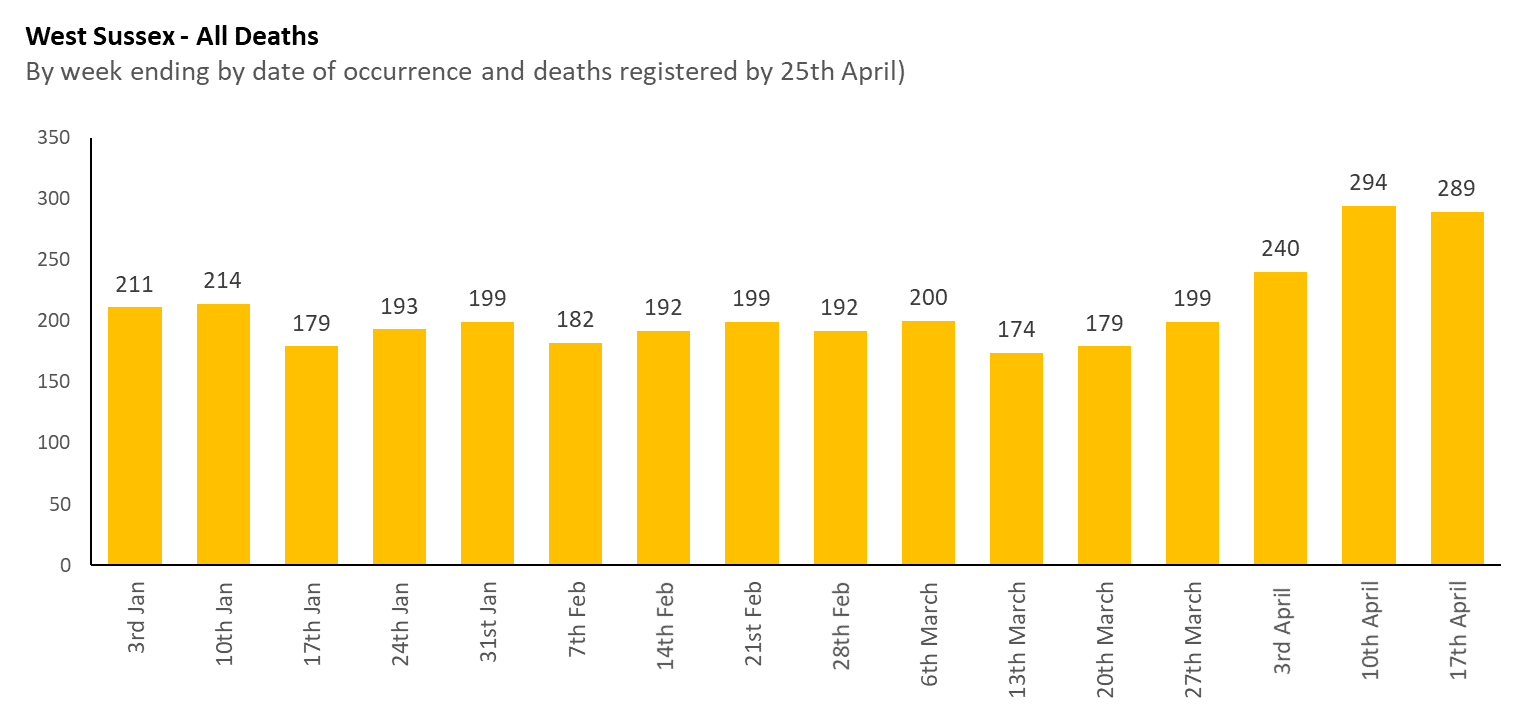 West Sussex - All Deaths
By week ending by date of occurrence and deaths registered by 25th April)
350
300
250
200
150
100
50
0
211
214
179
193
199
182
192
199
192
200
174
179
199
240
294
289
3rd Jan
10th Jan
17th Jan
24th Jan
31st Jan
7th Feb
14th Feb
21st Feb
28th Feb
6th March
13th March
20th March
27th March
3rd April
10th April
17th April